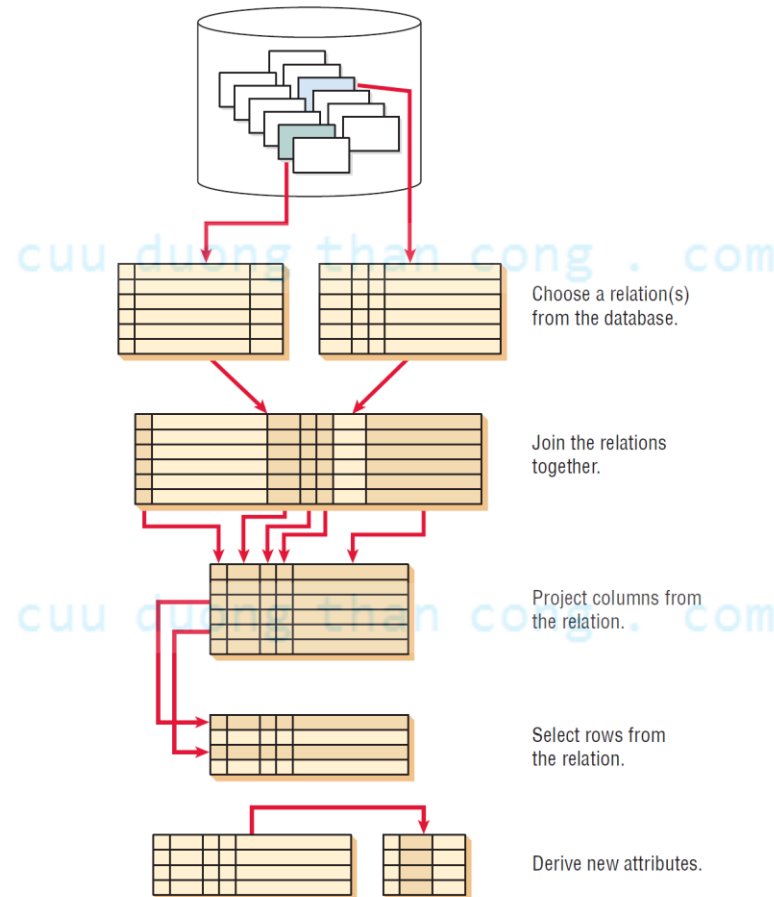 cuu duong than cong . com
Choose a relation(s)
from the database.
Join the relations
together.
Project columns from
the relation.
cuu duong than cong . com
Select rows from
the relation.
Derive new attributes.